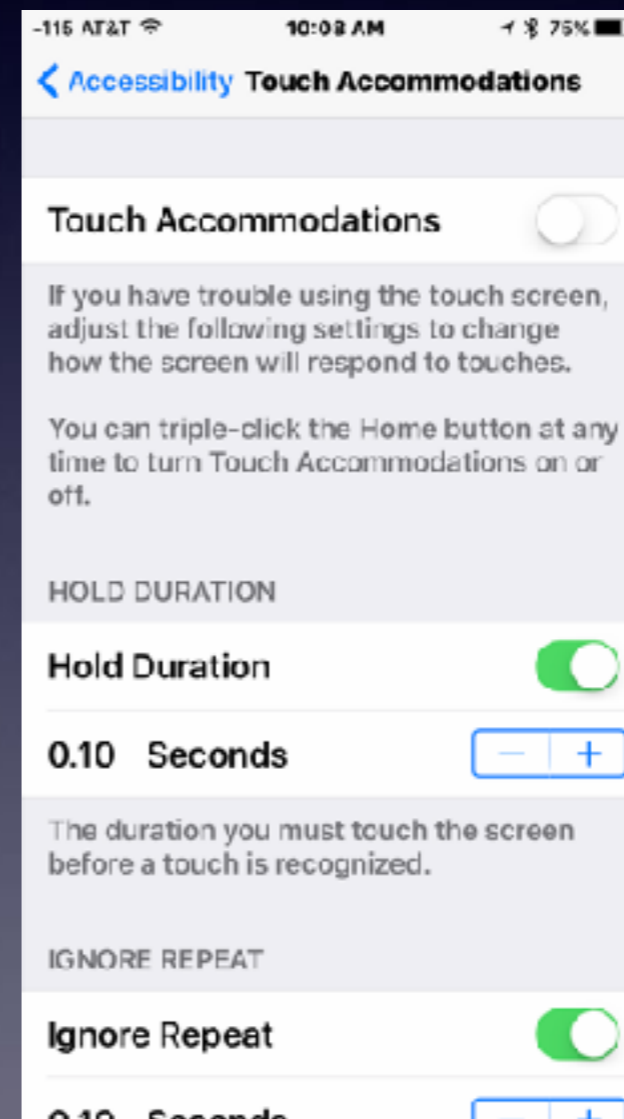 -115 AT&T 10:08 AM 75%
Accessibility Touch Accommodations
Touch Accommodations
If you have trouble using the touch screen,
adjust the following settings to change
how the screen will respond to touches.
You can triple-click the Home button at any
time to turn Touch Accommodations on or
off.
HOLD DURATION
Hold Duration
0.10 Seconds − +
The duration you must touch the screen
before a touch is recognized.
IGNORE REPEAT
Ignore Repeat
0.10 Seconds − +